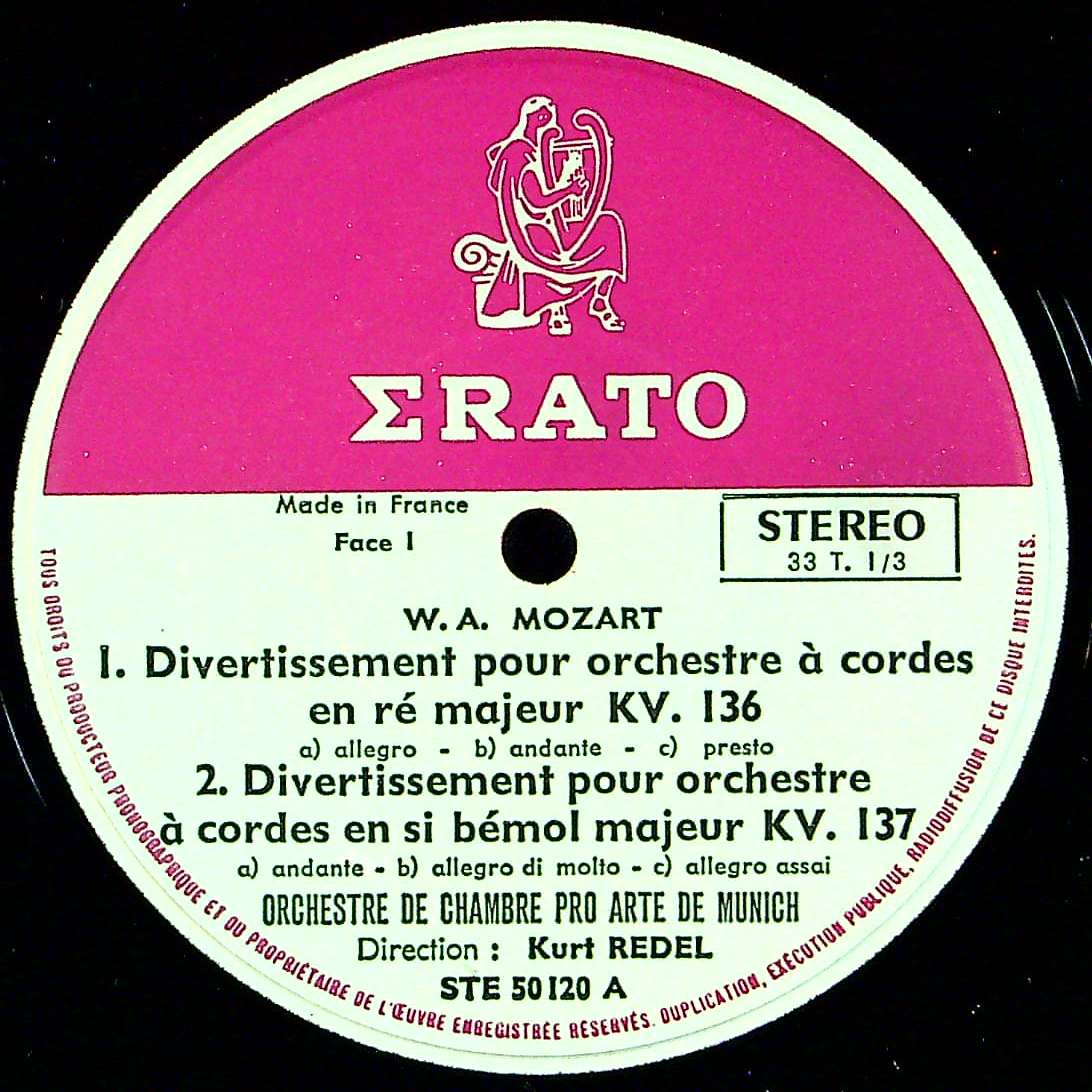 ΣRATO
Made in France
Face 1
STEREO
33 T. 1/3
W. A. MOZART
1. Divertissement pour orchestre à cordes
en ré majeur KV. 136
a) allegro - b) andante - c) presto
2. Divertissement pour orchestre
à cordes en si bémol majeur KV. 137
a) andante - b) allegro di molto - c) allegro assai
ORCHESTRE DE CHAMBRE PRO ARTE DE MUNICH
Direction : Kurt REDEL
STE 50120 A
TOUS DROITS DU PRODUCTEUR PHONOGRAPHIQUE ET DU PROPRIÉTAIRE DE L'ŒUVRE ENREGISTRÉE RÉSERVÉS. DUPLICATION, EXÉCUTION PUBLIQUE, RADIODIFFUSION DE CE DISQUE INTERDITES.